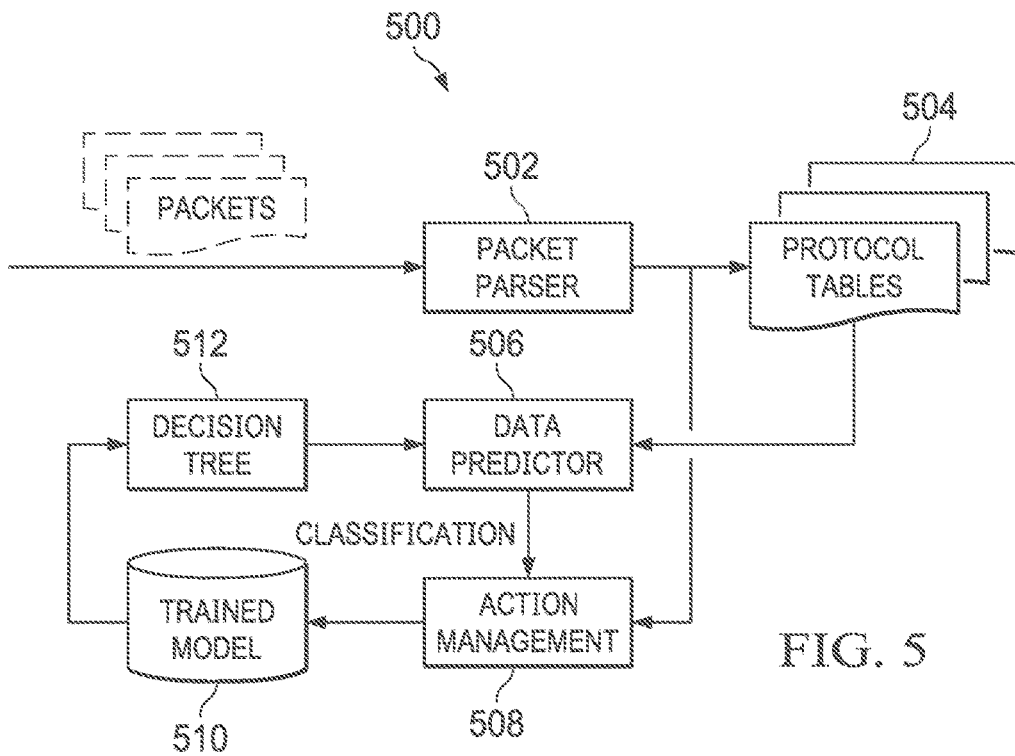 500
504
PACKETS
502
PACKET
PARSER
PROTOCOL
TABLES
512
506
DECISION
TREE
DATA
PREDICTOR
CLASSIFICATION
TRAINED
MODEL
ACTION
MANAGEMENT
FIG. 5
510
508